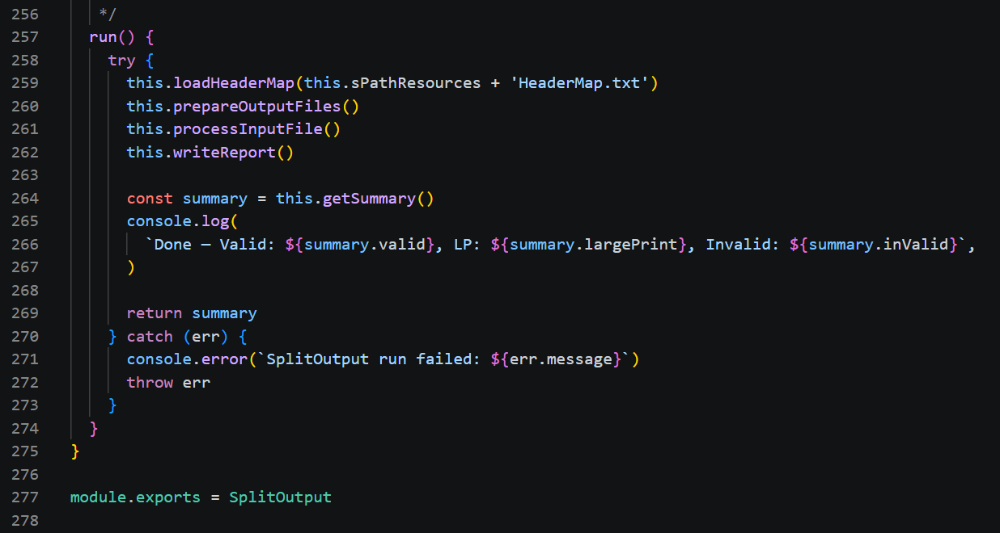 256 */
257 run() {
258 try {
259 this.loadHeaderMap(this.sPathResources + 'HeaderMap.txt')
260 this.prepareOutputFiles()
261 this.processInputFile()
262 this.writeReport()
263
264 const summary = this.getSummary()
265 console.log(
266 `Done — Valid: ${summary.valid}, LP: ${summary.largePrint}, Invalid: ${summary.inValid}`,
267 )
268
269 return summary
270 } catch (err) {
271 console.error(`SplitOutput run failed: ${err.message}`)
272 throw err
273 }
274 }
275 }
276
277 module.exports = SplitOutput
278